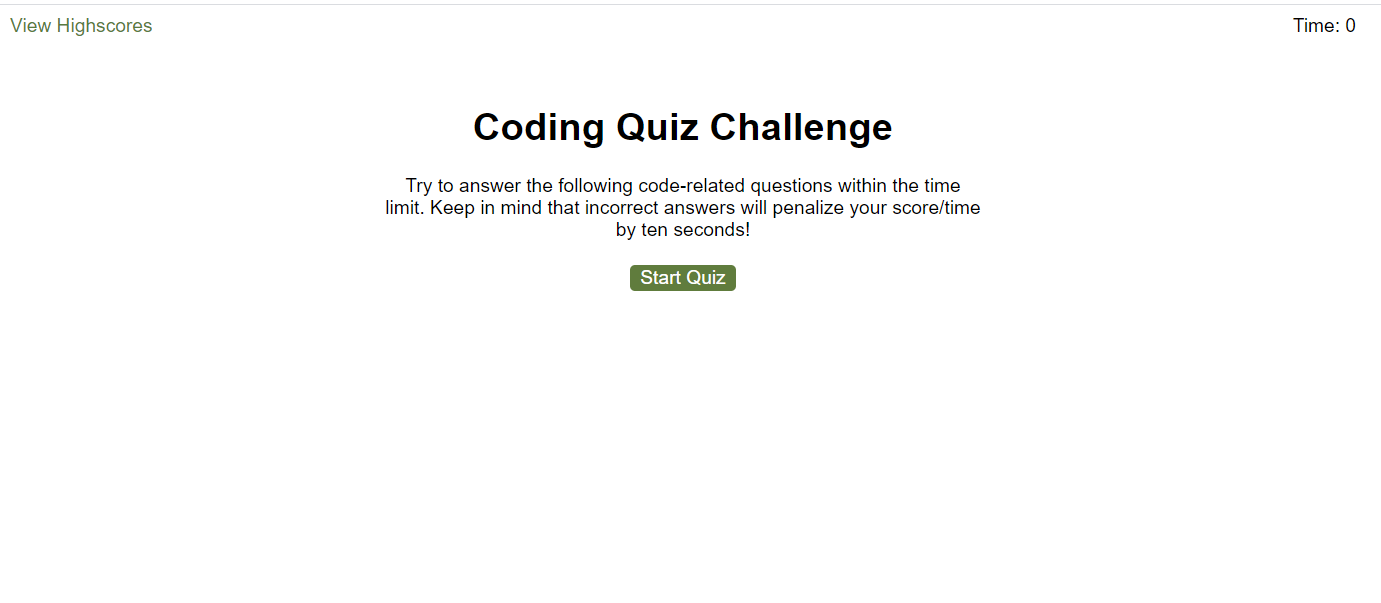 View Highscores
Time: 0
Coding Quiz Challenge
Try to answer the following code-related questions within the time
limit. Keep in mind that incorrect answers will penalize your score/time
by ten seconds!
Start Quiz